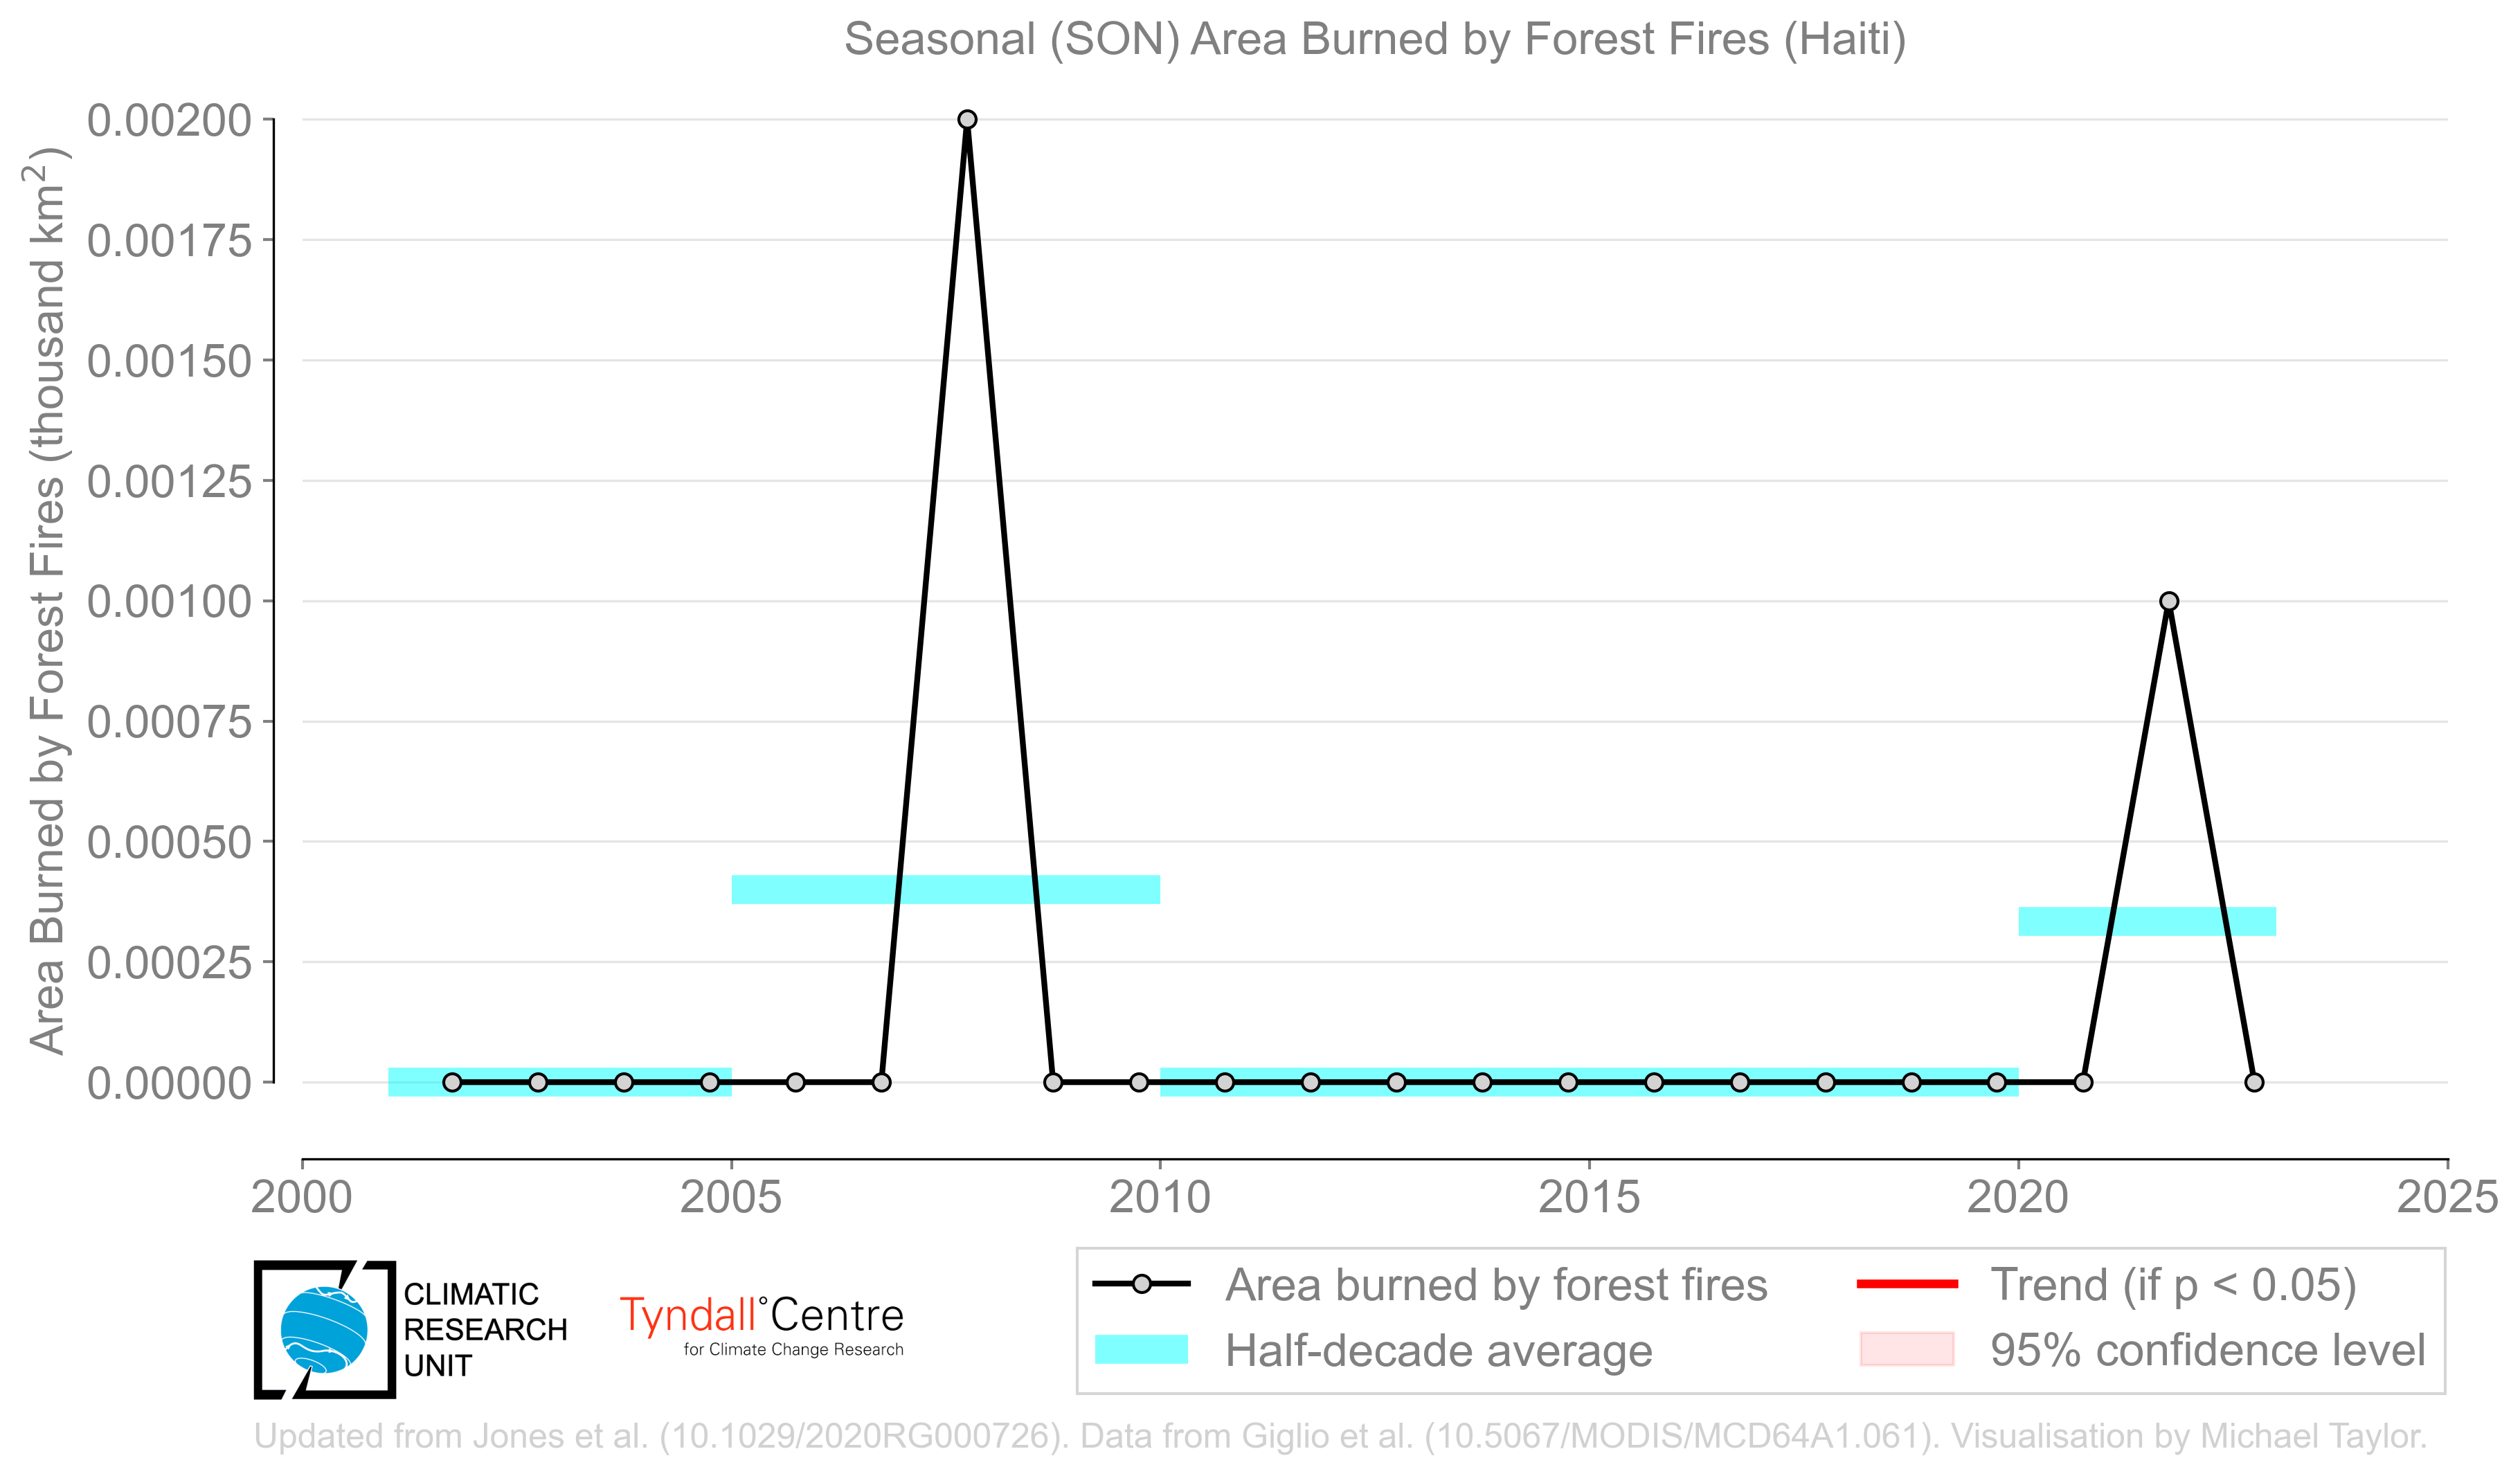 Seasonal (SON) Area Burned by Forest Fires (Haiti)
Area Burned by Forest Fires (thousand km²)
0.00200
0.00175
0.00150
0.00125
0.00100
0.00075
0.00050
0.00025
0.00000
2000 2005 2010 2015 2020 2025
CLIMATIC
RESEARCH
UNIT
Tyndall°Centre
for Climate Change Research
Area burned by forest fires
Half-decade average
Trend (if p < 0.05)
95% confidence level
Updated from Jones et al. (10.1029/2020RG000726). Data from Giglio et al. (10.5067/MODIS/MCD64A1.061). Visualisation by Michael Taylor.